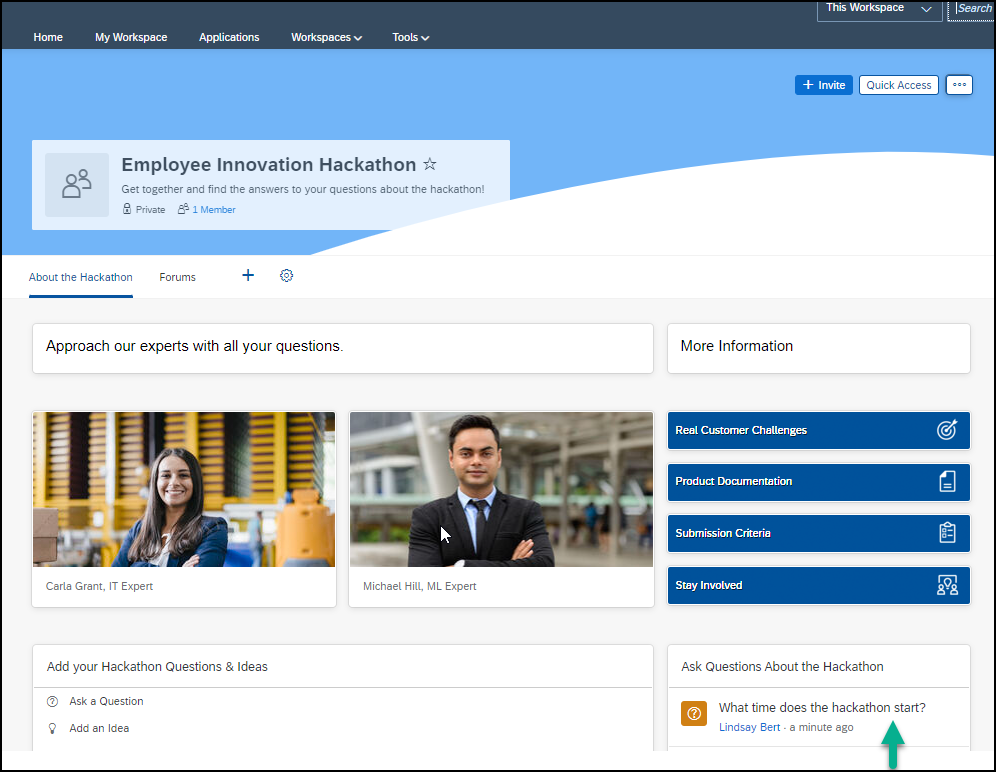 This Workspace
Search
Home
My Workspace
Applications
Workspaces
Tools
Invite
Quick Access
Employee Innovation Hackathon
Get together and find the answers to your questions about the hackathon!
Private
1 Member
About the Hackathon
Forums
Approach our experts with all your questions.
More Information
Carla Grant, IT Expert
Michael Hill, ML Expert
Real Customer Challenges
Product Documentation
Submission Criteria
Stay Involved
Add your Hackathon Questions & Ideas
Ask a Question
Add an Idea
Ask Questions About the Hackathon
What time does the hackathon start?
Lindsay Bert · a minute ago